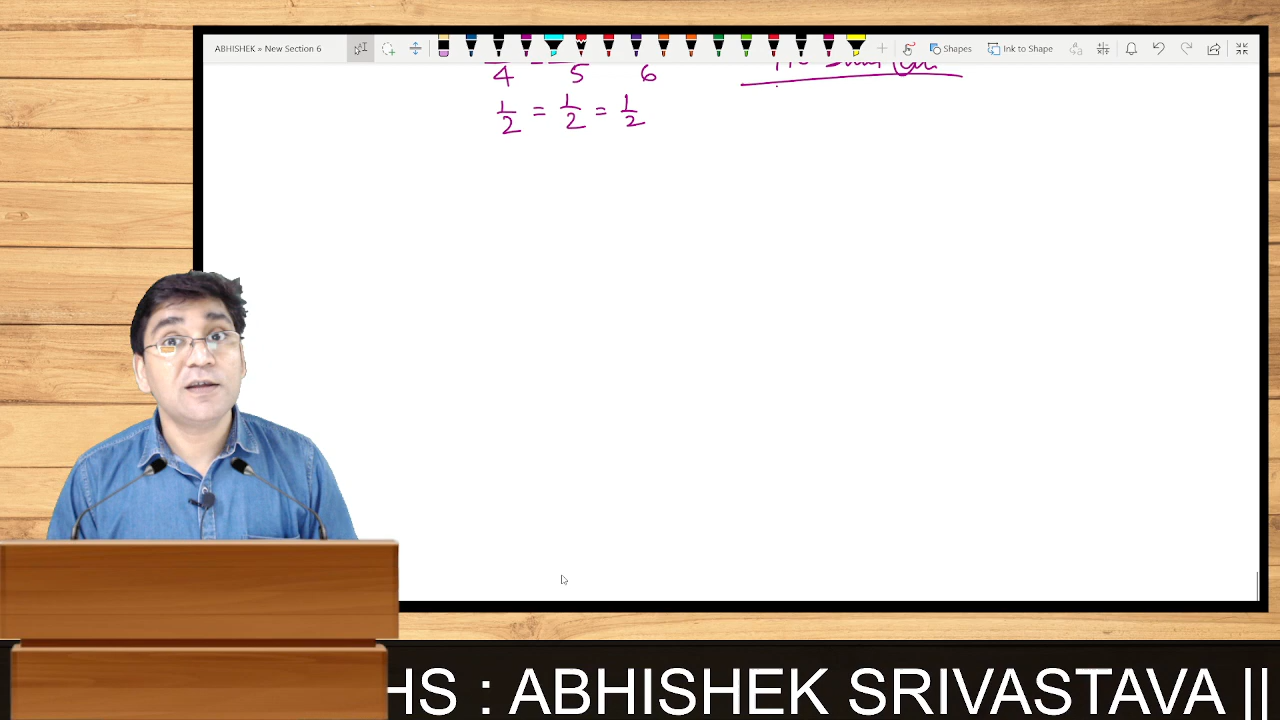 ABHISHEK » New Section 6
Shapes
Ink to Shape
4 5 6
1/2 = 1/2 = 1/2
HS : ABHISHEK SRIVASTAVA ||